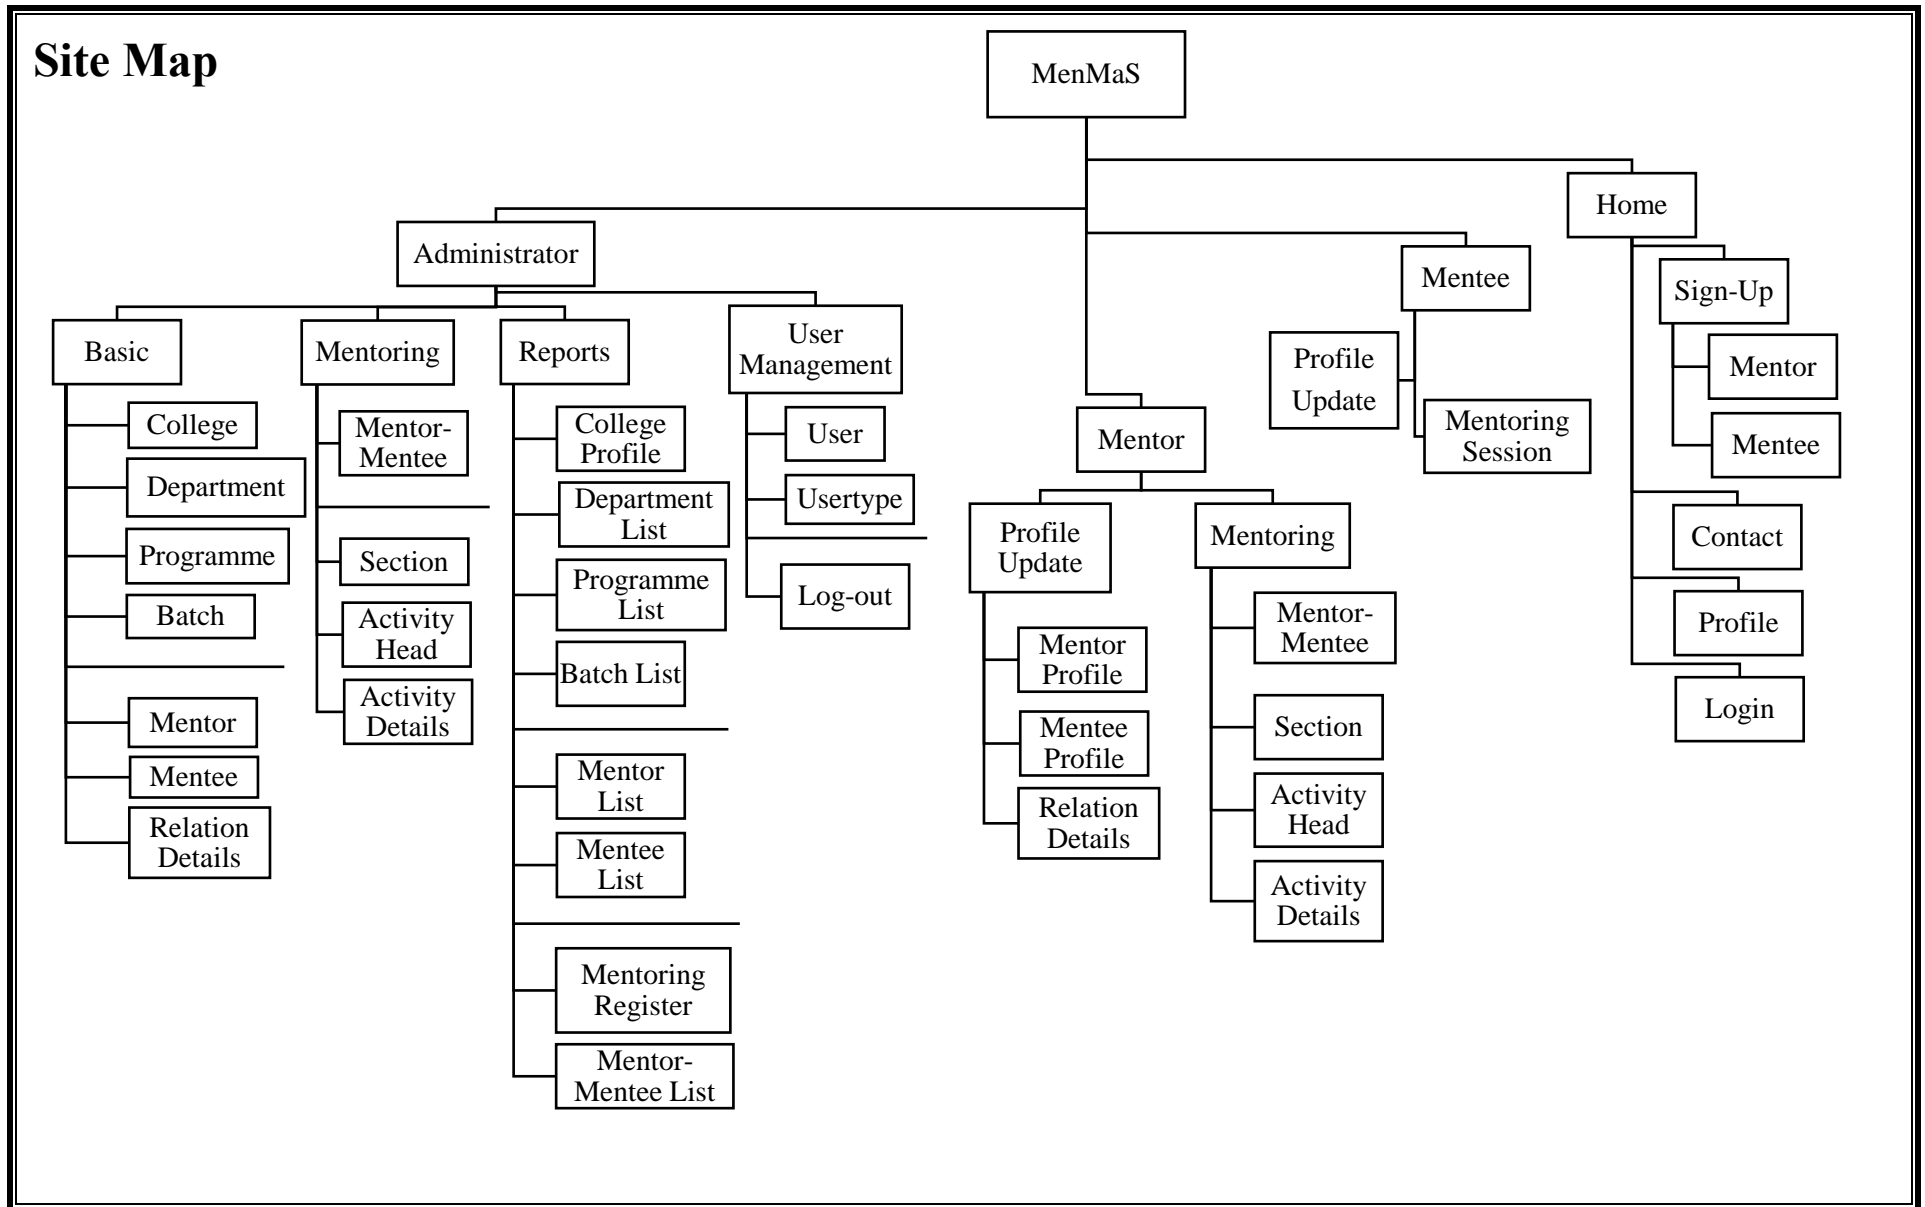 Site Map
MenMaS
Administrator
Basic
College
Department
Programme
Batch
Mentor
Mentee
Relation
Details
Mentoring
Mentor-
Mentee
Section
Activity
Head
Activity
Details
Reports
College
Profile
Department
List
Programme
List
Batch List
Mentor
List
Mentee
List
Mentoring
Register
Mentor-
Mentee List
User
Management
User
Usertype
Log-out
Mentor
Profile
Update
Mentor
Profile
Mentee
Profile
Relation
Details
Mentoring
Mentor-
Mentee
Section
Activity
Head
Activity
Details
Mentee
Profile
Update
Mentoring
Session
Home
Sign-Up
Mentor
Mentee
Contact
Profile
Login